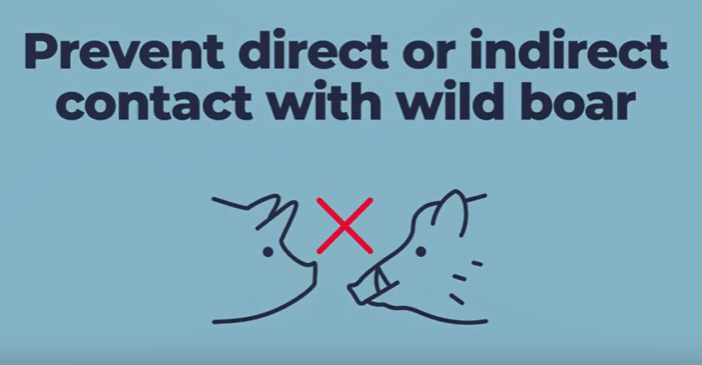 Prevent direct or indirect
contact with wild boar